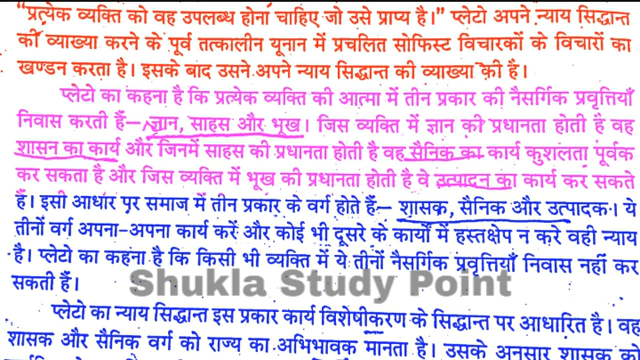 "प्रत्येक व्यक्ति को वह उपलब्ध होना चाहिए जो उसे प्राप्य है।" प्लेटो अपने न्याय सिद्धान्त
की व्याख्या करने के पूर्व तत्कालीन यूनान में प्रचलित सोफिस्ट विचारकों के विचारों का
खण्डन करता है। इसके बाद उसने अपने न्याय सिद्धान्त की व्याख्या की है।
प्लेटो का कहना है कि प्रत्येक व्यक्ति की आत्मा में तीन प्रकार की नैसर्गिक प्रवृत्तियाँ
निवास करती हैं– ज्ञान, साहस और भूख। जिस व्यक्ति में ज्ञान की प्रधानता होती है वह
शासन का कार्य और जिनमें साहस की प्रधानता होती है वह सैनिक का कार्य कुशलता पूर्वक
कर सकता है और जिस व्यक्ति में भूख की प्रधानता होती है वे उत्पादन का कार्य कर सकते
हैं। इसी आधार पर समाज में तीन प्रकार के वर्ग होते हैं– शासक, सैनिक और उत्पादक। ये
तीनों वर्ग अपना-अपना कार्य करें और कोई भी दूसरे के कार्यों में हस्तक्षेप न करे वही न्याय
है। प्लेटो का कहना है कि किसी भी व्यक्ति में ये तीनों नैसर्गिक प्रवृत्तियाँ निवास नहीं कर
सकती हैं।
Shukla Study Point
प्लेटो का न्याय सिद्धान्त इस प्रकार कार्य विशेषीकरण के सिद्धान्त पर आधारित है। वह
शासक और सैनिक वर्ग को राज्य का अभिभावक मानता है। उसके अनुसार शासक को